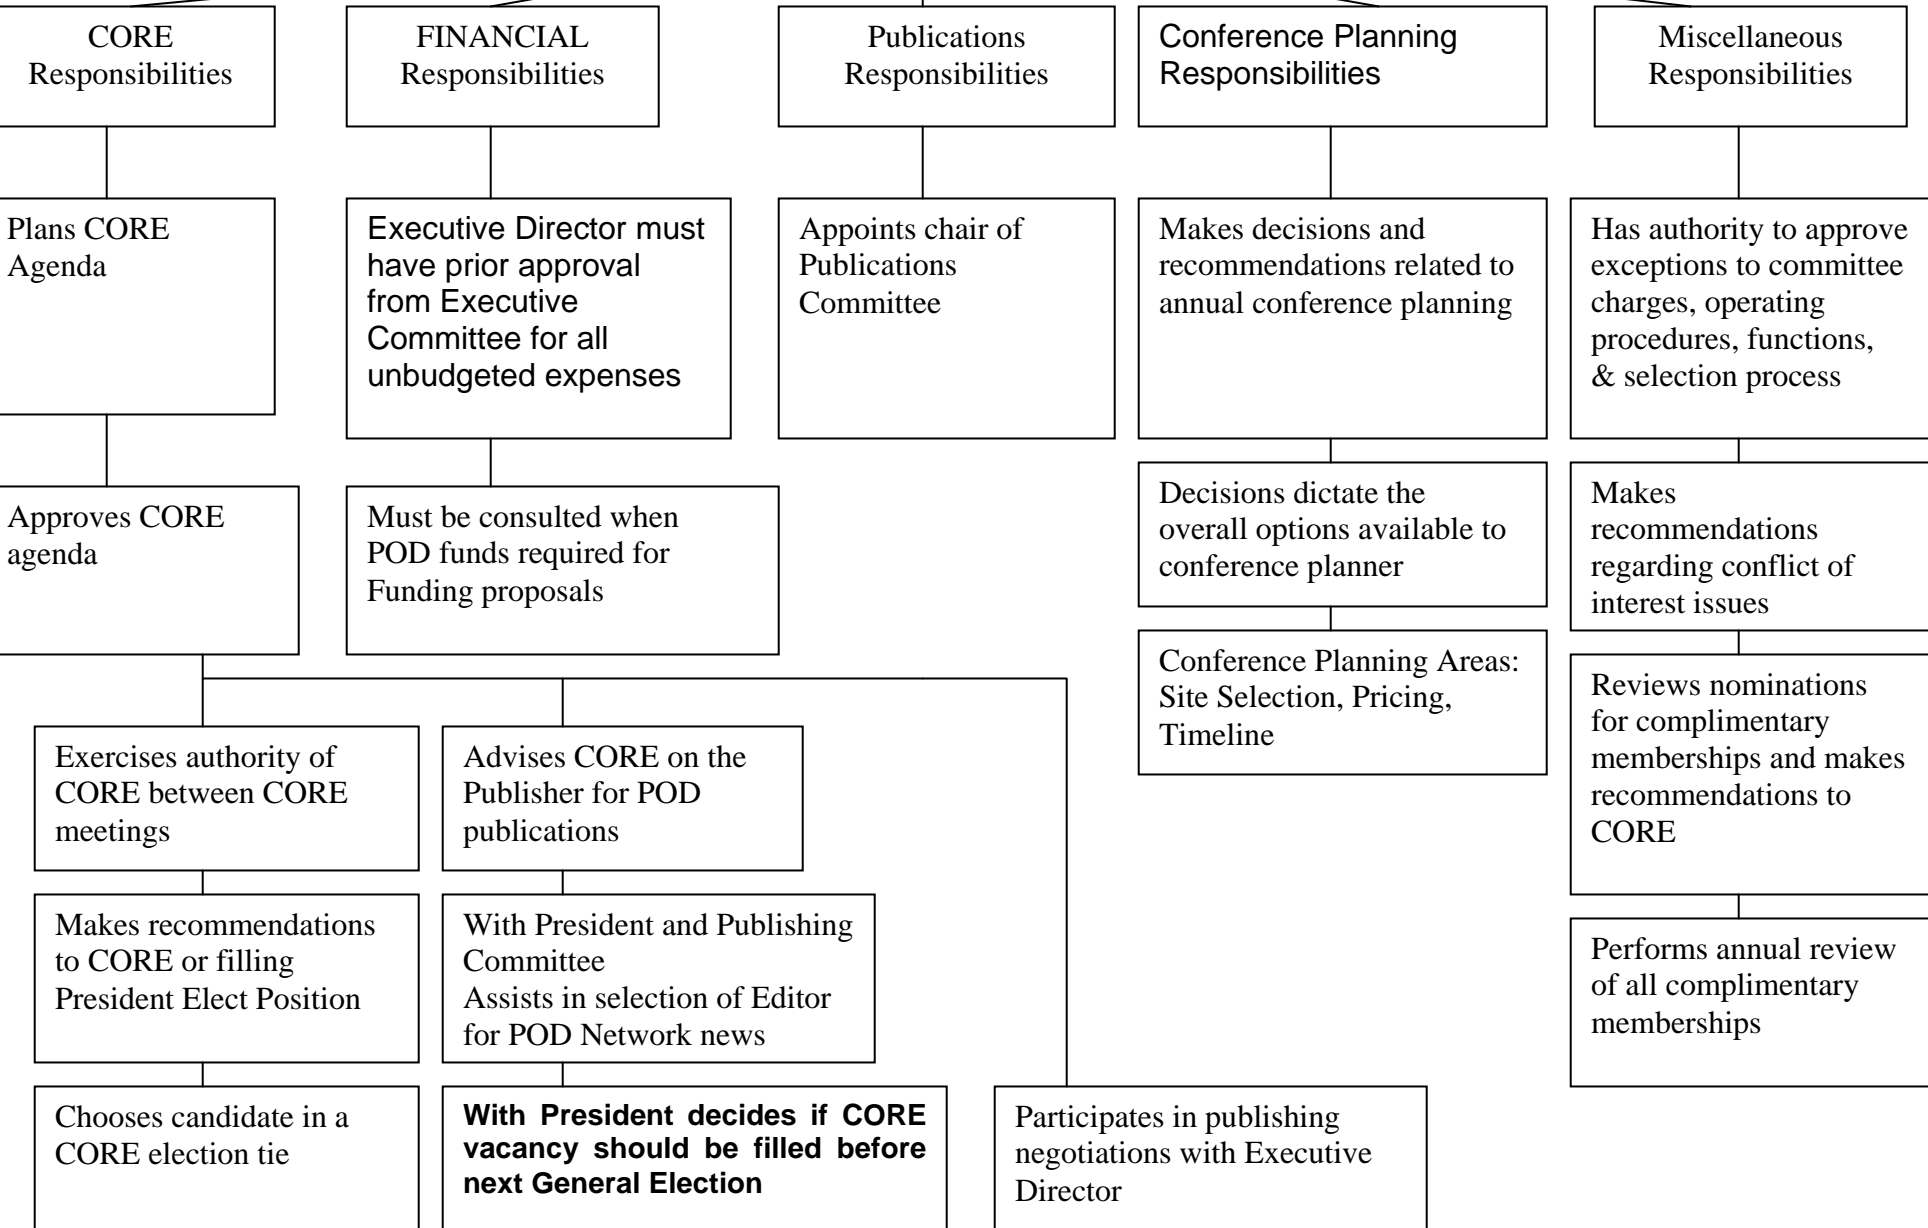 CORE
Responsibilities
FINANCIAL
Responsibilities
Publications
Responsibilities
Conference Planning
Responsibilities
Miscellaneous
Responsibilities
Plans CORE
Agenda
Executive Director must
have prior approval
from Executive
Committee for all
unbudgeted expenses
Appoints chair of
Publications
Committee
Makes decisions and
recommendations related to
annual conference planning
Has authority to approve
exceptions to committee
charges, operating
procedures, functions,
& selection process
Approves CORE
agenda
Must be consulted when
POD funds required for
Funding proposals
Decisions dictate the
overall options available to
conference planner
Makes
recommendations
regarding conflict of
interest issues
Conference Planning Areas:
Site Selection, Pricing,
Timeline
Reviews nominations
for complimentary
memberships and makes
recommendations to
CORE
Exercises authority of
CORE between CORE
meetings
Advises CORE on the
Publisher for POD
publications
Makes recommendations
to CORE or filling
President Elect Position
With President and Publishing
Committee
Assists in selection of Editor
for POD Network news
Performs annual review
of all complimentary
memberships
Chooses candidate in a
CORE election tie
With President decides if CORE
vacancy should be filled before
next General Election
Participates in publishing
negotiations with Executive
Director